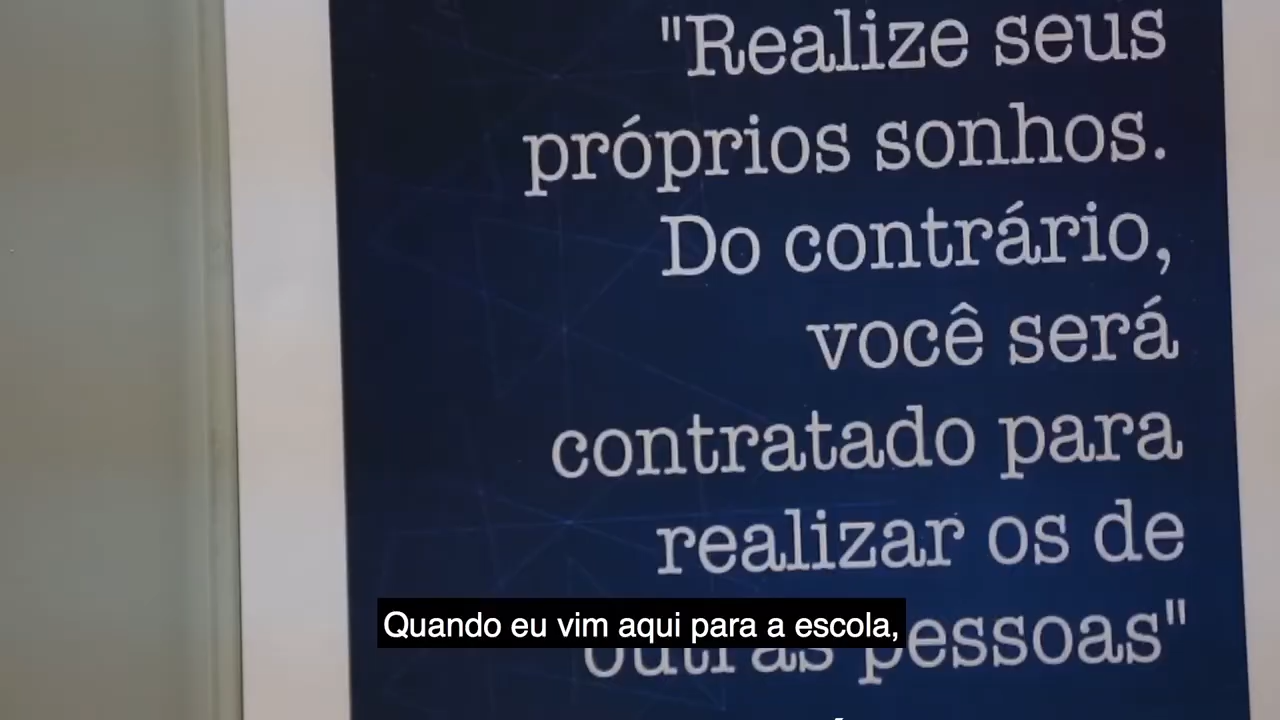 "Realize seus
próprios sonhos.
Do contrário,
você será
contratado para
realizar os de
outras pessoas"
Quando eu vim aqui para a escola,